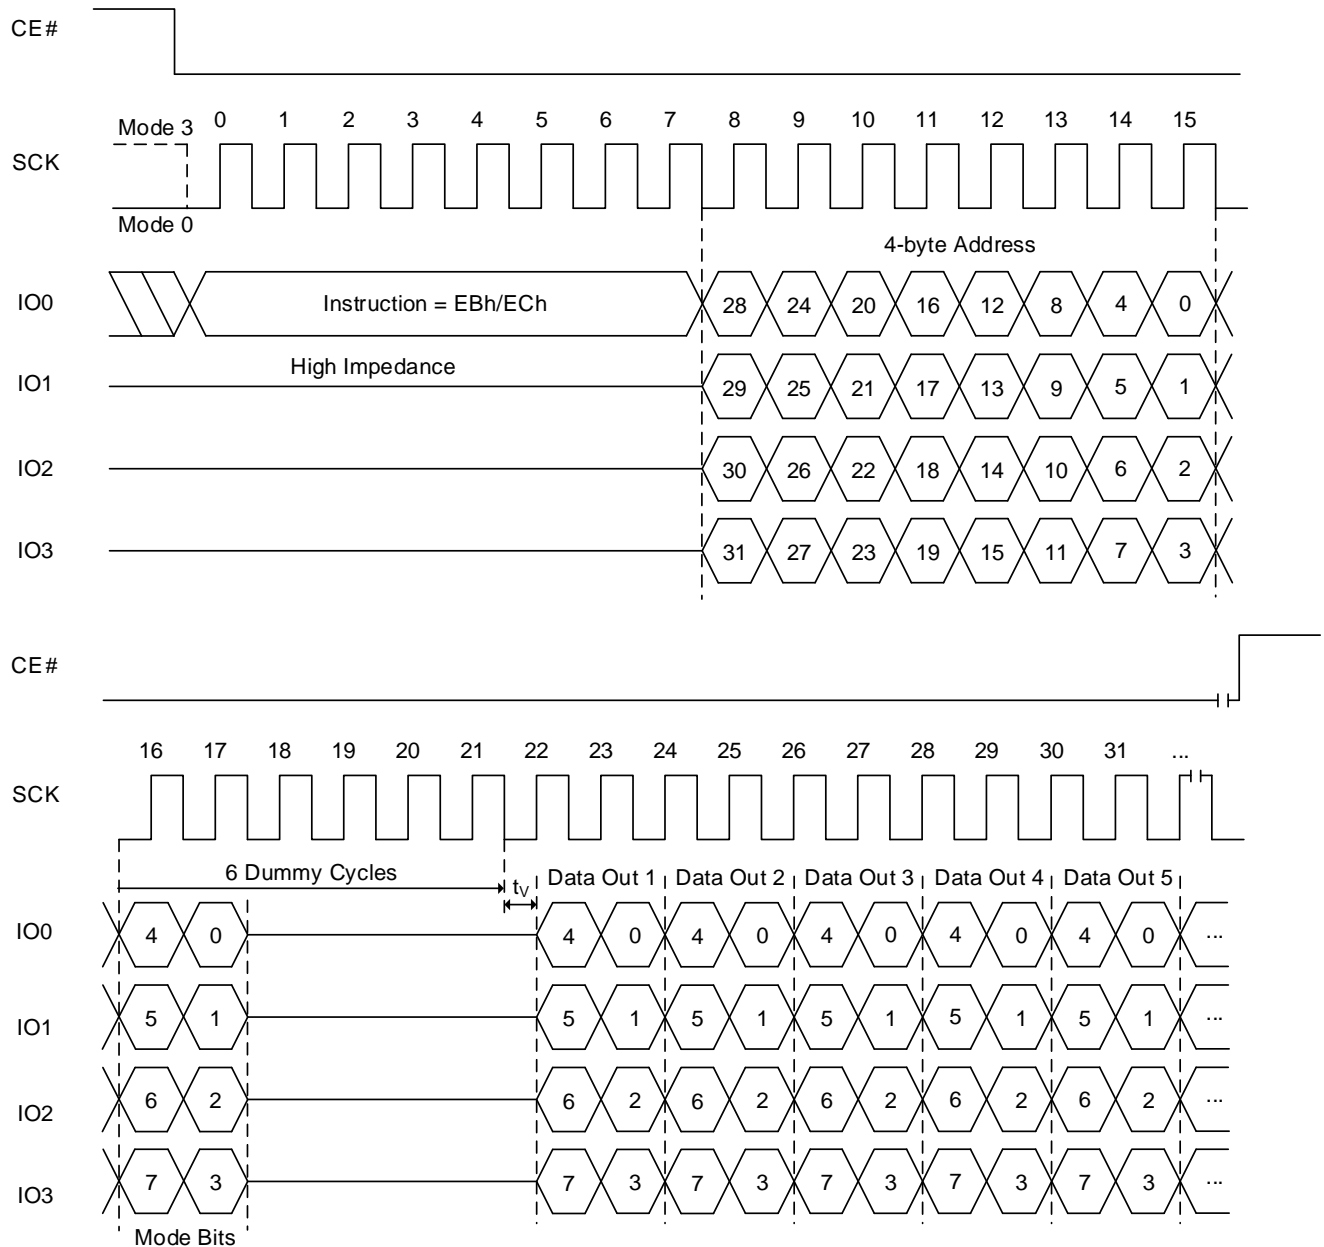 CE#
Mode 3 0 1 2 3 4 5 6 7 8 9 10 11 12 13 14 15
SCK
Mode 0
4-byte Address
IO0 Instruction = EBh/ECh 28 24 20 16 12 8 4 0
High Impedance
IO1 29 25 21 17 13 9 5 1
IO2 30 26 22 18 14 10 6 2
IO3 31 27 23 19 15 11 7 3
CE#
16 17 18 19 20 21 22 23 24 25 26 27 28 29 30 31 ...
SCK
6 Dummy Cycles tV Data Out 1 Data Out 2 Data Out 3 Data Out 4 Data Out 5
IO0 4 0 4 0 4 0 4 0 4 0 4 0 ...
IO1 5 1 5 1 5 1 5 1 5 1 5 1 ...
IO2 6 2 6 2 6 2 6 2 6 2 6 2 ...
IO3 7 3 7 3 7 3 7 3 7 3 7 3 ...
Mode Bits